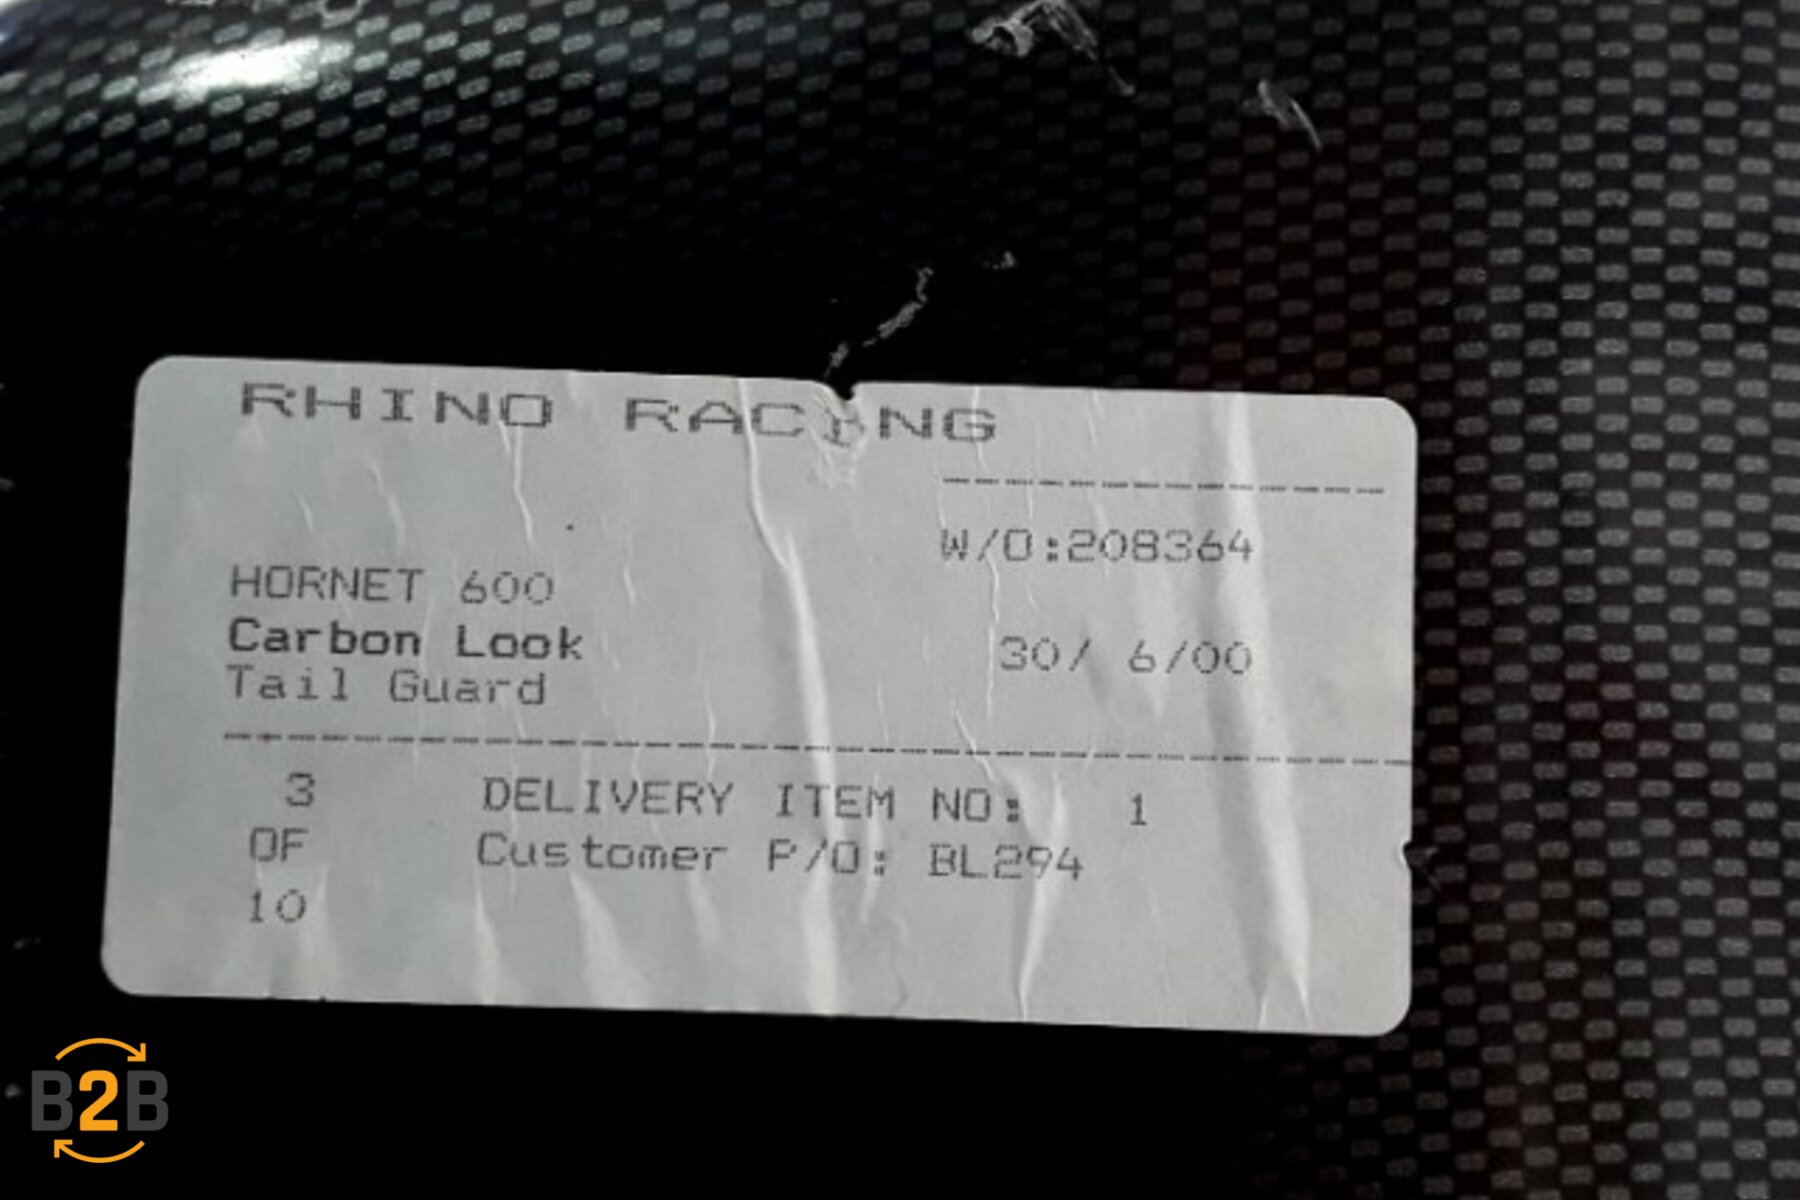 RHINO RACING
W/O:208364
HORNET 600
Carbon Look
30/ 6/00
Tail Guard
3 DELIVERY ITEM NO: 1
OF Customer P/O: BL294
10
B2B